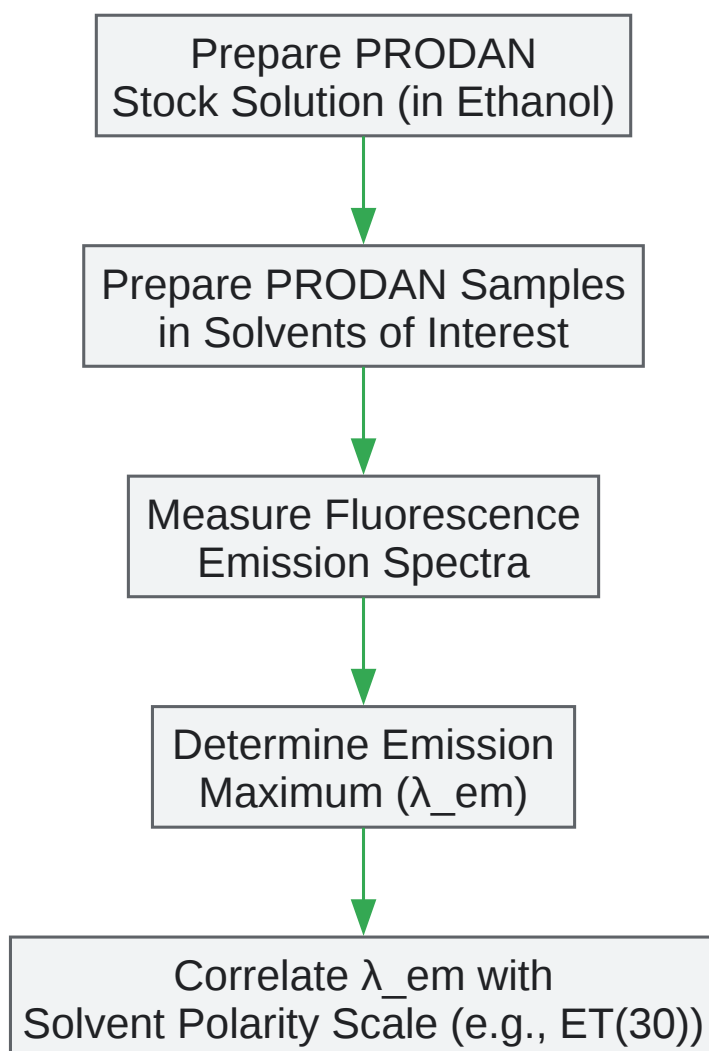 Prepare PRODAN
Stock Solution (in Ethanol)
Prepare PRODAN Samples
in Solvents of Interest
Measure Fluorescence
Emission Spectra
Determine Emission
Maximum (λ_em)
Correlate λ_em with
Solvent Polarity Scale (e.g., ET(30))